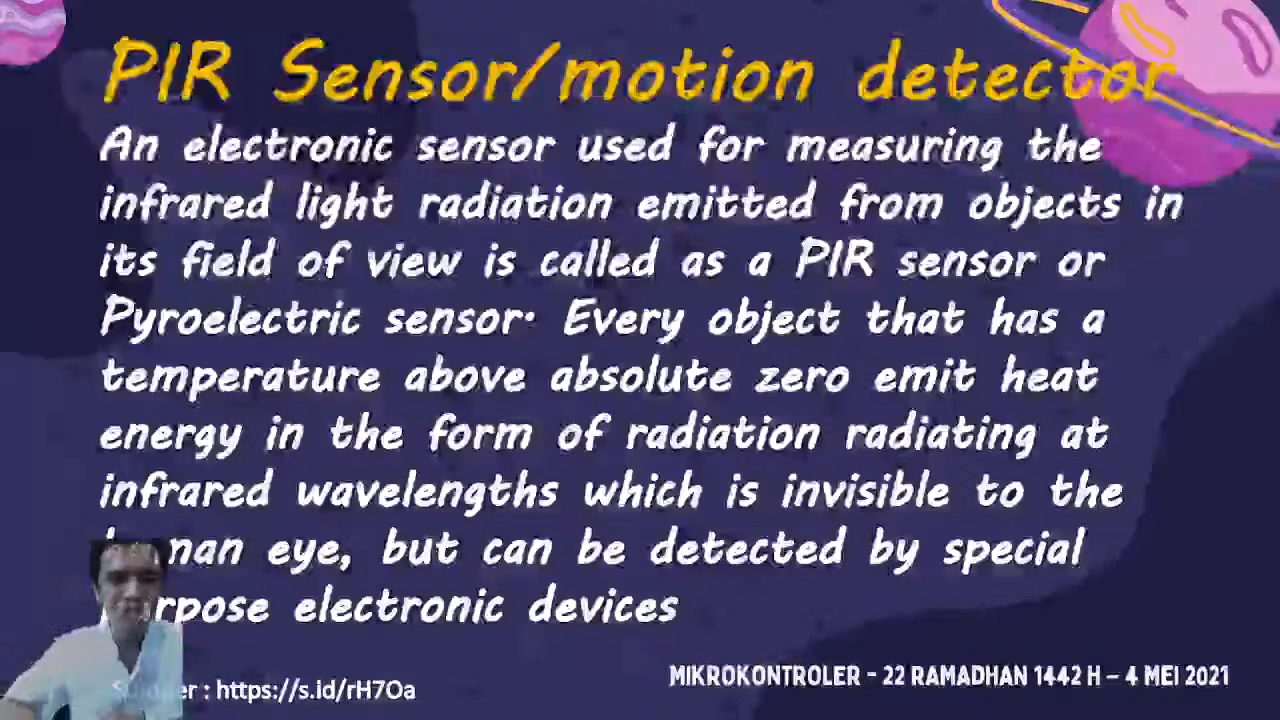 PIR Sensor/motion detector
An electronic sensor used for measuring the
infrared light radiation emitted from objects in
its field of view is called as a PIR sensor or
Pyroelectric sensor. Every object that has a
temperature above absolute zero emit heat
energy in the form of radiation radiating at
infrared wavelengths which is invisible to the
eye, but can be detected by special
electronic devices
: https://s.id/rH7Oa
MIKROKONTROLER - 22 RAMADHAN 1442 H – 4 MEI 2021